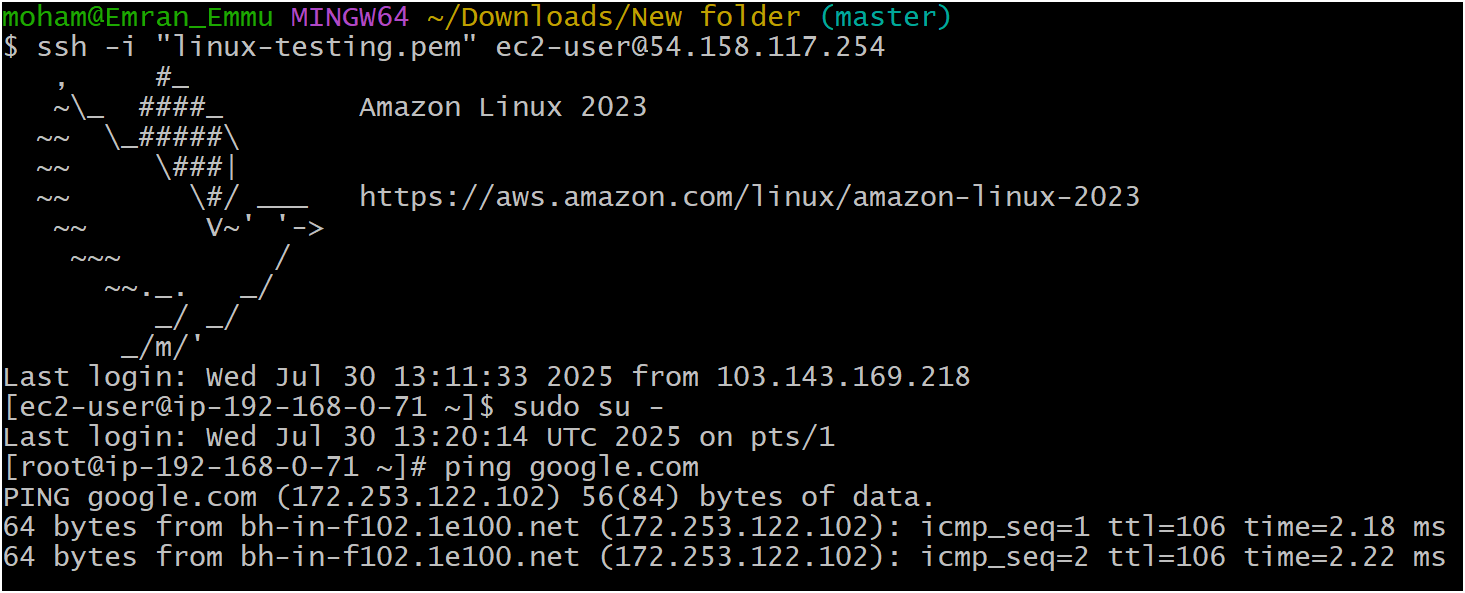 moham@Emran_Emmu MINGW64 ~/Downloads/New folder (master)
$ ssh -i "linux-testing.pem" ec2-user@54.158.117.254
   ,     #_
   ~\_  ####_        Amazon Linux 2023
  ~~  \_#####\
  ~~     \###|
  ~~       \#/ ___   https://aws.amazon.com/linux/amazon-linux-2023
   ~~       V~' '->
    ~~~         /
      ~~._.   _/
         _/ _/
       _/m/'
Last login: Wed Jul 30 13:11:33 2025 from 103.143.169.218
[ec2-user@ip-192-168-0-71 ~]$ sudo su -
Last login: Wed Jul 30 13:20:14 UTC 2025 on pts/1
[root@ip-192-168-0-71 ~]# ping google.com
PING google.com (172.253.122.102) 56(84) bytes of data.
64 bytes from bh-in-f102.1e100.net (172.253.122.102): icmp_seq=1 ttl=106 time=2.18 ms
64 bytes from bh-in-f102.1e100.net (172.253.122.102): icmp_seq=2 ttl=106 time=2.22 ms